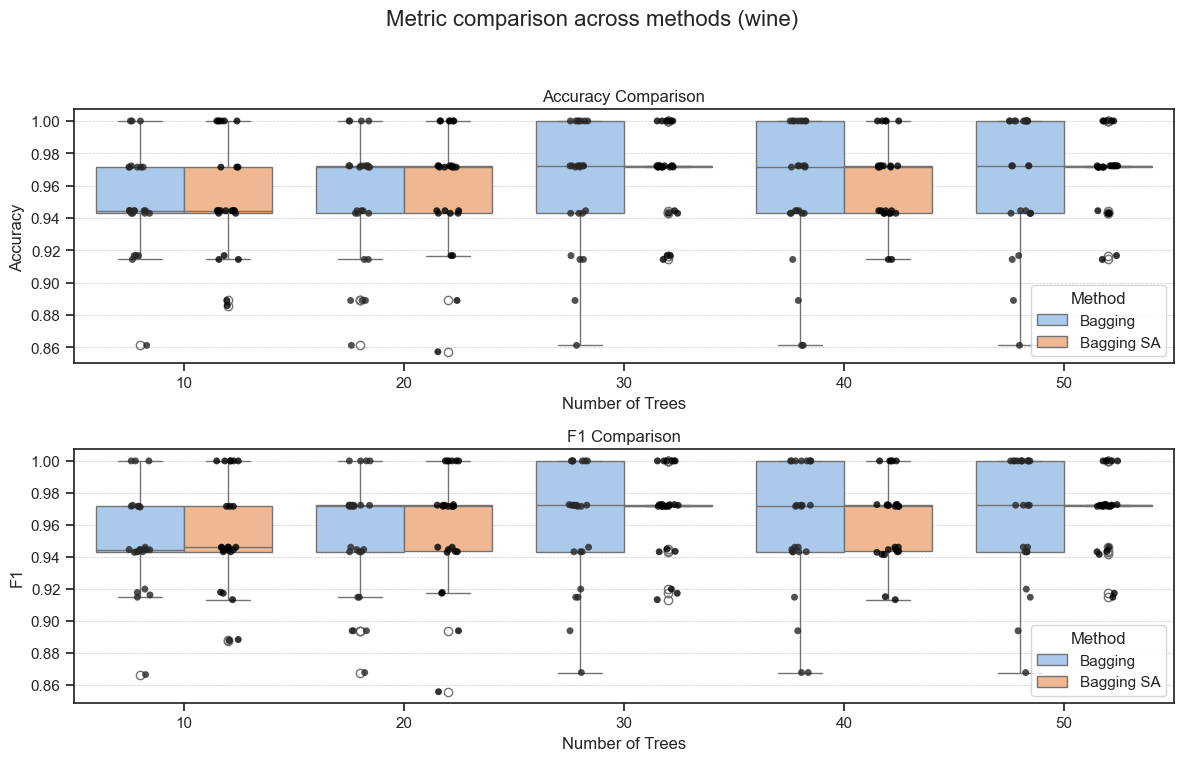 Metric comparison across methods (wine)
Accuracy Comparison
1.00
0.98
0.96
0.94
0.92
0.90
0.88
0.86
Accuracy
10 20 30 40 50
Number of Trees
Method
Bagging
Bagging SA
F1 Comparison
1.00
0.98
0.96
0.94
0.92
0.90
0.88
0.86
F1
10 20 30 40 50
Number of Trees
Method
Bagging
Bagging SA